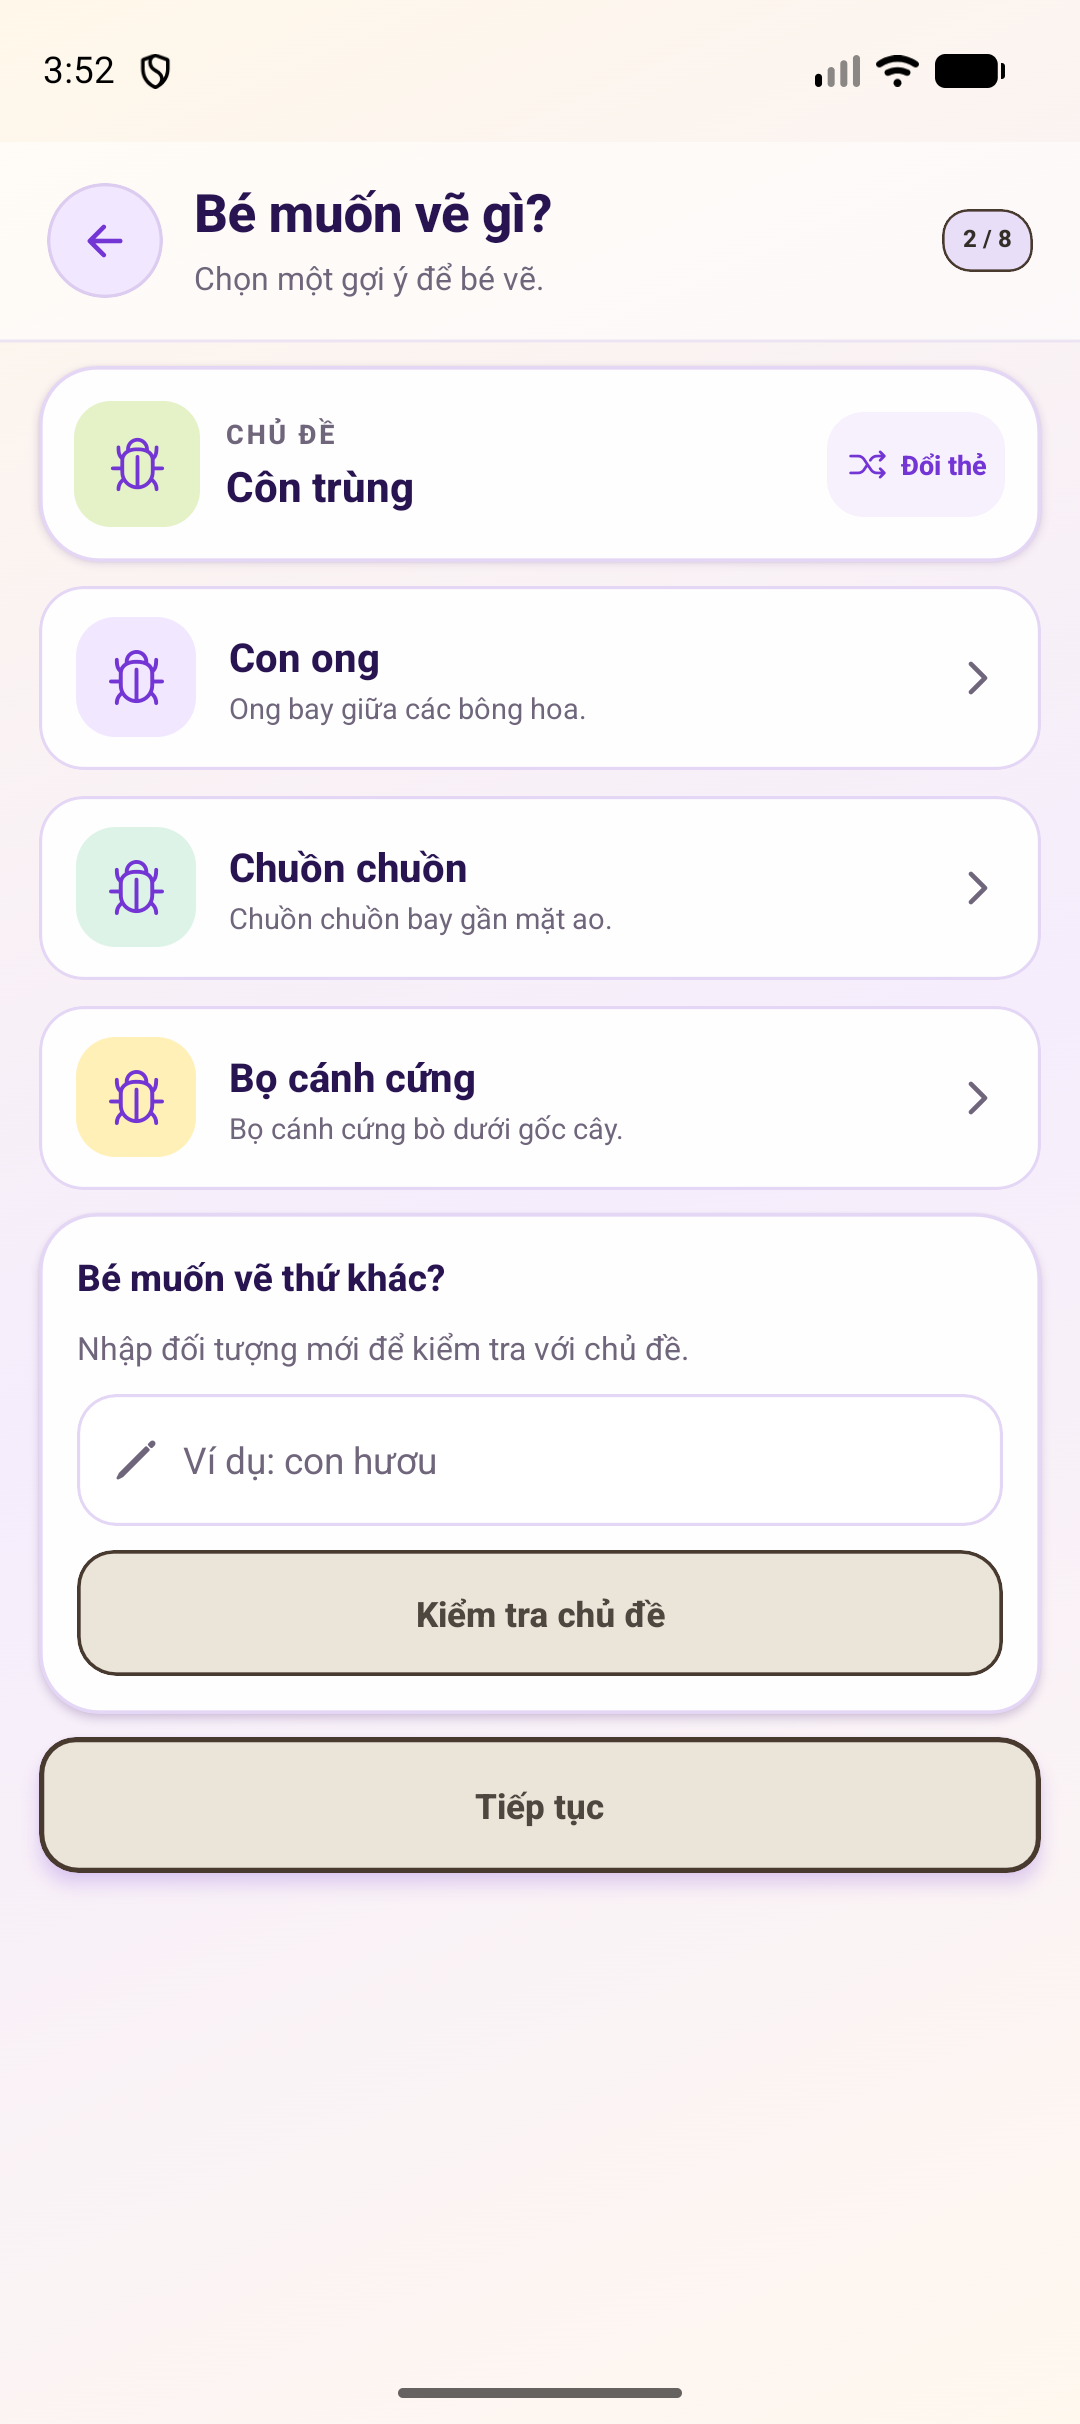 3:52
Bé muốn vẽ gì?
Chọn một gợi ý để bé vẽ.
2 / 8
CHỦ ĐỀ
Côn trùng
Đổi thẻ
Con ong
Ong bay giữa các bông hoa.
Chuồn chuồn
Chuồn chuồn bay gần mặt ao.
Bọ cánh cứng
Bọ cánh cứng bò dưới gốc cây.
Bé muốn vẽ thứ khác?
Nhập đối tượng mới để kiểm tra với chủ đề.
Ví dụ: con hươu
Kiểm tra chủ đề
Tiếp tục